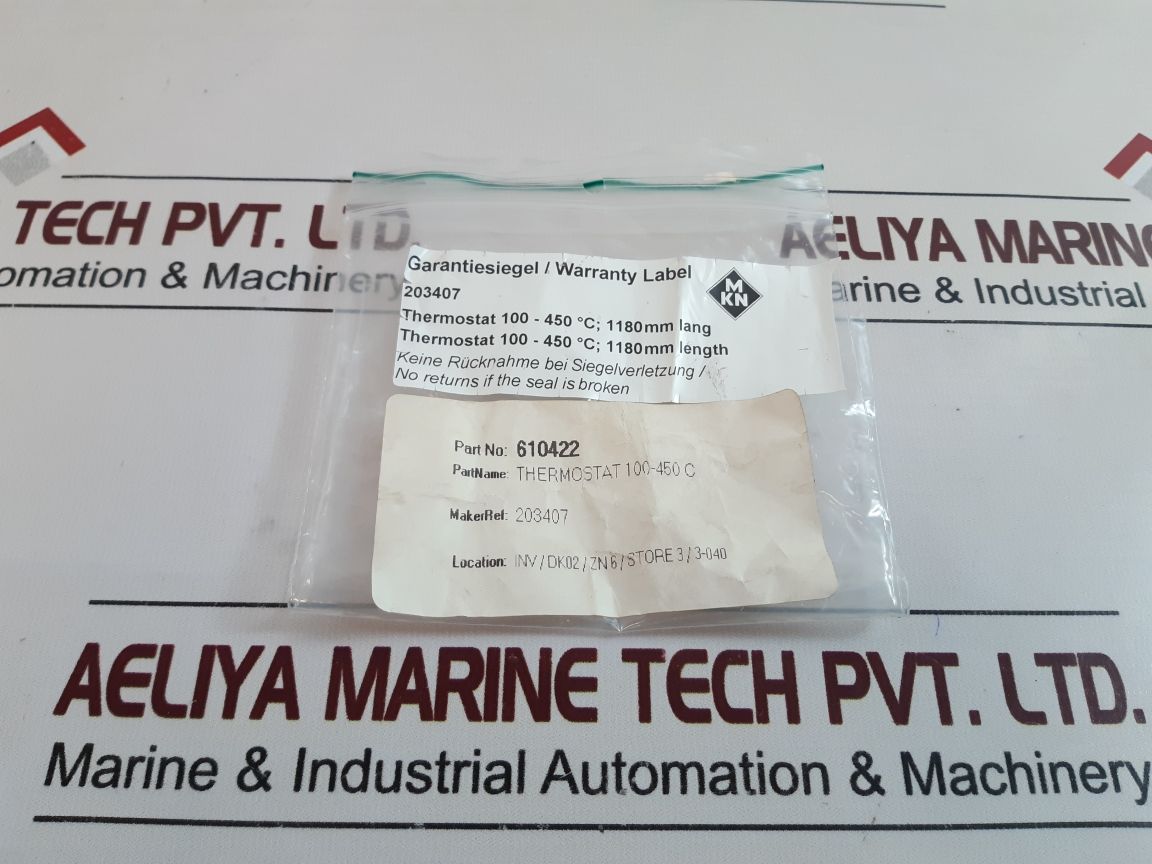 TECH PVT. LTD.
omation & Machinery
AELIYA MARINE
arine & Industrial
Garantiesiegel / Warranty Label
203407
Thermostat 100 - 450 °C; 1180mm lang
Thermostat 100 - 450 °C; 1180mm length
Keine Rücknahme bei Siegelverletzung /
No returns if the seal is broken
M
KN
Part No: 610422
PartName: THERMOSTAT 100-450 C
MakerRef: 203407
Location: INV / DK02 / ZN 6 / STORE 3 / 3-040
AELIYA MARINE TECH PVT. LTD.
Marine & Industrial Automation & Machinery